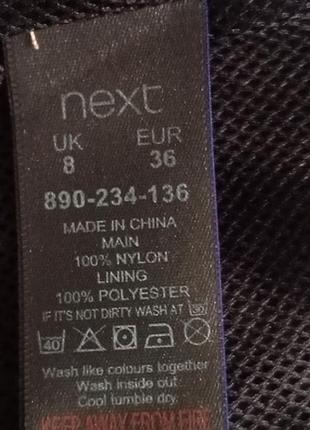 next
UK EUR
8 36
890-234-136
MADE IN CHINA
MAIN
100% NYLON
LINING
100% POLYESTER
IF IT'S NOT DIRTY WASH AT 30
40
Wash like colours together
Wash inside out
Cool tumble dry.
KEEP AWAY FROM FIRE